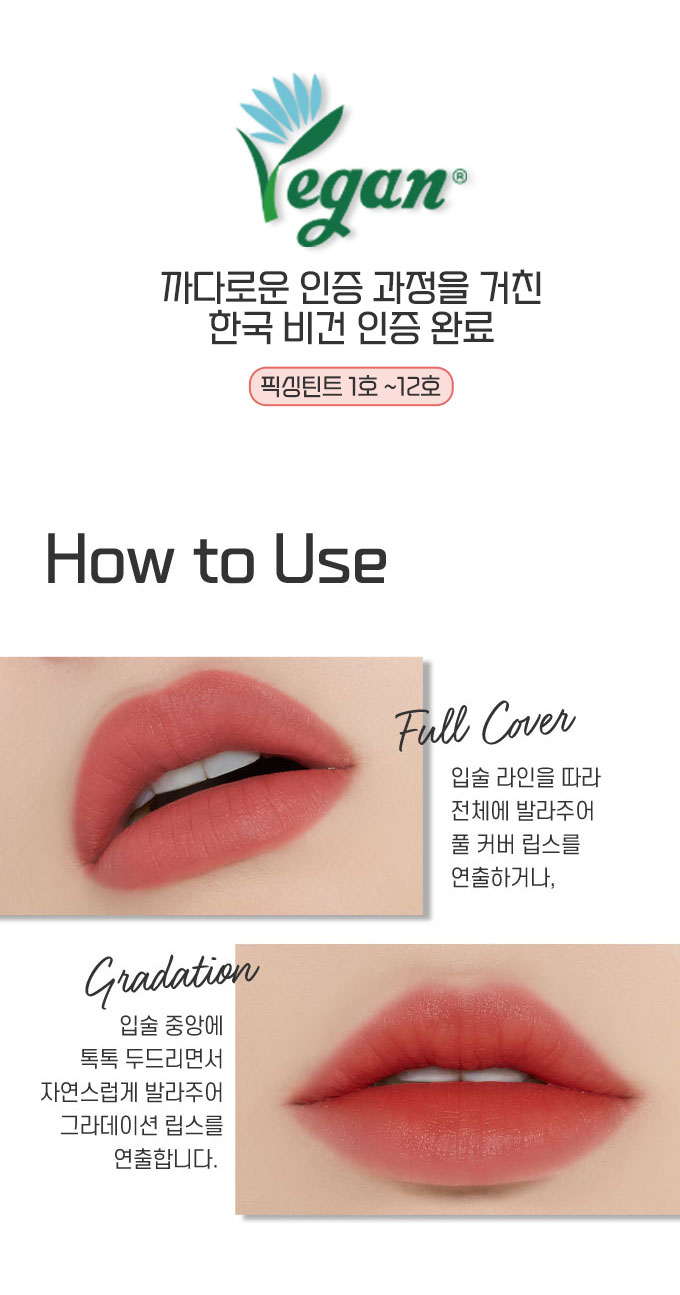 Vegan®
까다로운 인증 과정을 거친
한국 비건 인증 완료
픽싱틴트 1호 ~12호
How to Use
Full Cover
입술 라인을 따라
전체에 발라주어
풀 커버 립스를
연출하거나,
Gradation
입술 중앙에
톡톡 두드리면서
자연스럽게 발라주어
그라데이션 립스를
연출합니다.